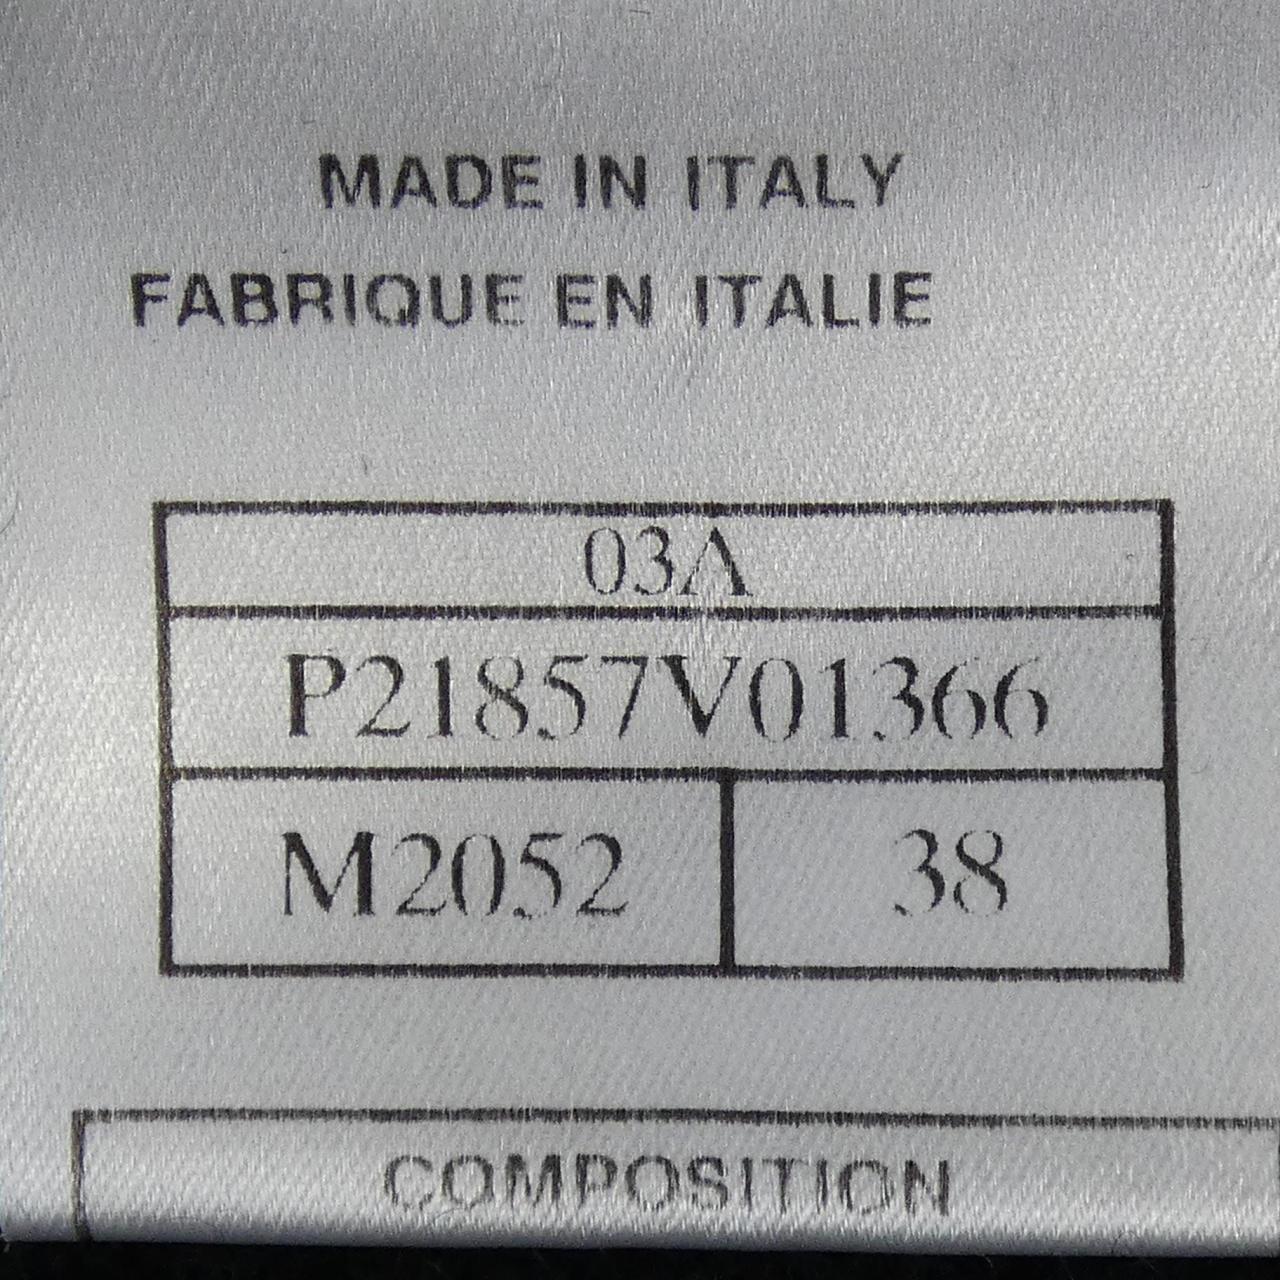 MADE IN ITALY
FABRIQUE EN ITALIE
03A
P21857V01366
M2052 38
COMPOSITION